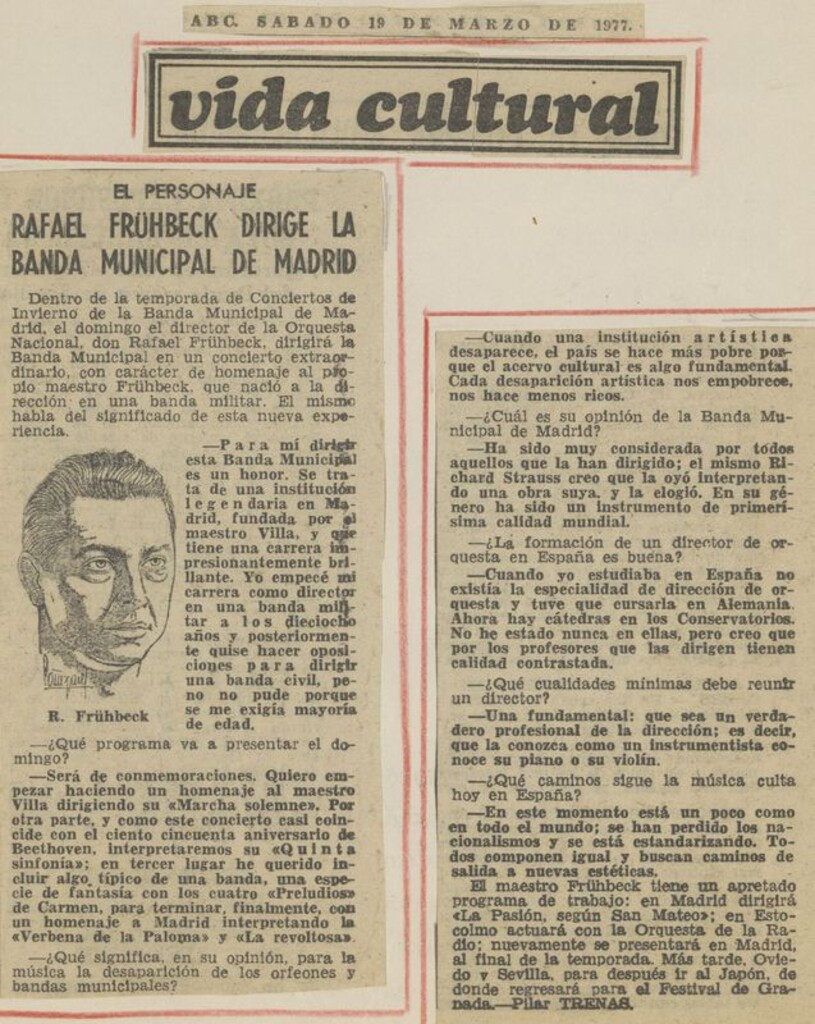 ABC. SABADO 19 DE MARZO DE 1977.
vida cultural
EL PERSONAJE
RAFAEL FRÜHBECK DIRIGE LA
BANDA MUNICIPAL DE MADRID
Dentro de la temporada de Conciertos de
Invierno de la Banda Municipal de Ma-
drid, el domingo el director de la Orquesta
Nacional, don Rafael Frühbeck, dirigirá la
Banda Municipal en un concierto extraor-
dinario, con carácter de homenaje al pro-
pio maestro Frühbeck, que nació a la di-
rección en una banda militar. El mismo
habla del significado de esta nueva expe-
riencia.
—Para mí dirigir
esta Banda Municipal
es un honor. Se tra-
ta de una institución
legendaria en Ma-
drid, fundada por el
maestro Villa, y que
tiene una carrera im-
presionantemente bri-
llante. Yo empecé mi
carrera como director
en una banda mili-
tar a los dieciocho
años y posteriormen-
te quise hacer oposi-
ciones para dirigir
una banda civil, pe-
no no pude porque
se me exigía mayoría
de edad.
R. Frühbeck
—¿Qué programa va a presentar el do-
mingo?
—Será de conmemoraciones. Quiero em-
pezar haciendo un homenaje al maestro
Villa dirigiendo su «Marcha solemne». Por
otra parte, y como este concierto casi coin-
cide con el ciento cincuenta aniversario de
Beethoven, interpretaremos su «Quinta
sinfonía»; en tercer lugar he querido in-
cluir algo típico de una banda, una espe-
cie de fantasía con los cuatro «Preludios»
de Carmen, para terminar, finalmente, con
un homenaje a Madrid interpretando la
«Verbena de la Paloma» y «La revoltosa».
—¿Qué significa, en su opinión, para la
música la desaparición de los orfeones y
bandas municipales?
—Cuando una institución artística
desaparece, el país se hace más pobre por-
que el acervo cultural es algo fundamental.
Cada desaparición artística nos empobrece,
nos hace menos ricos.
—¿Cuál es su opinión de la Banda Mu-
nicipal de Madrid?
—Ha sido muy considerada por todos
aquellos que la han dirigido; el mismo Ri-
chard Strauss creo que la oyó interpretan-
do una obra suya, y la elogió. En su gé-
nero ha sido un instrumento de primerí-
sima calidad mundial.
—¿La formación de un director de or-
questa en España es buena?
—Cuando yo estudiaba en España no
existía la especialidad de dirección de or-
questa y tuve que cursarla en Alemania.
Ahora hay cátedras en los Conservatorios.
No he estado nunca en ellas, pero creo que
por los profesores que las dirigen tienen
calidad contrastada.
—¿Qué cualidades mínimas debe reunir
un director?
—Una fundamental: que sea un verda-
dero profesional de la dirección; es decir,
que la conozca como un instrumentista co-
noce su piano o su violín.
—¿Qué caminos sigue la música culta
hoy en España?
—En este momento está un poco como
en todo el mundo; se han perdido los na-
cionalismos y se está estandarizando. To-
dos componen igual y buscan caminos de
salida a nuevas estéticas.
El maestro Frühbeck tiene un apretado
programa de trabajo: en Madrid dirigirá
«La Pasión, según San Mateo»; en Esto-
colmo actuará con la Orquesta de la Ra-
dio; nuevamente se presentará en Madrid,
al final de la temporada. Más tarde, Ovie-
do y Sevilla, para después ir al Japón, de
donde regresará para el Festival de Gra-
nada.—Pilar TRENAS.